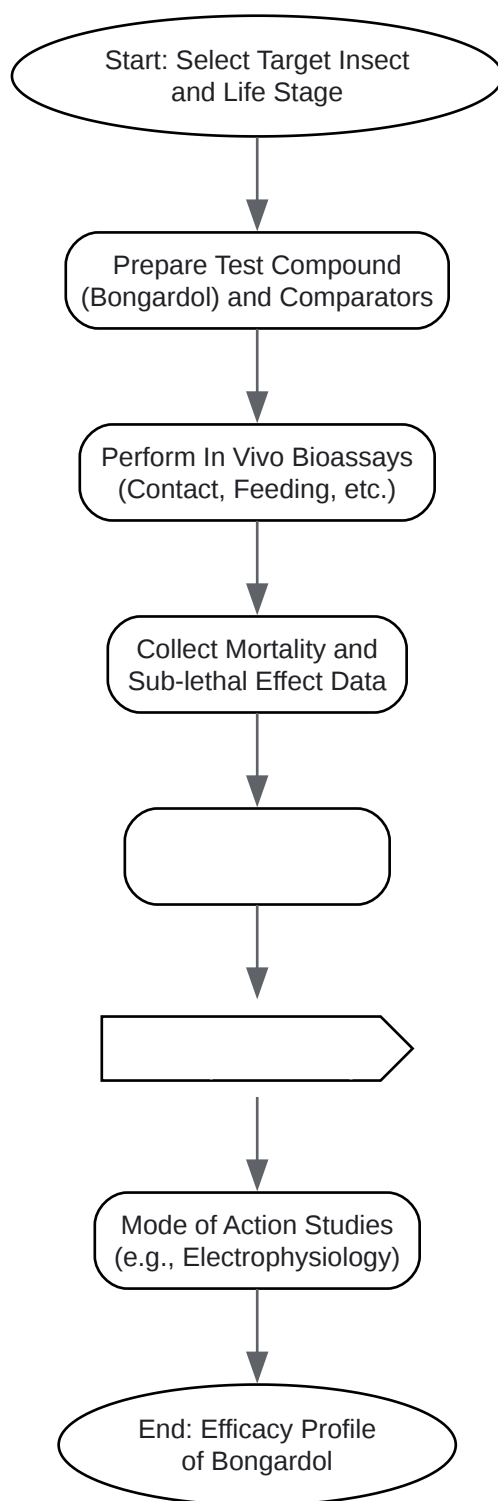 Start: Select Target Insect
and Life Stage
Prepare Test Compound
(Bongardol) and Comparators
Perform In Vivo Bioassays
(Contact, Feeding, etc.)
Collect Mortality and
Sub-lethal Effect Data
Mode of Action Studies
(e.g., Electrophysiology)
End: Efficacy Profile
of Bongardol